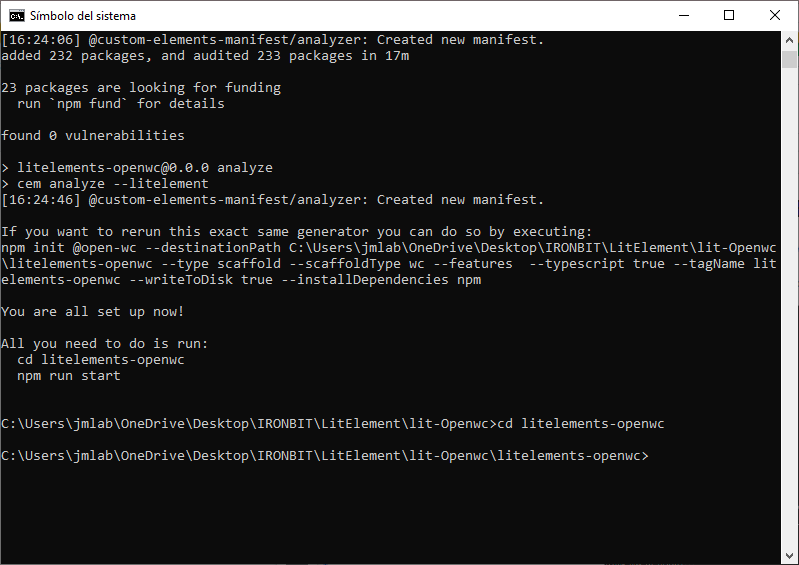 Símbolo del sistema
[16:24:06] @custom-elements-manifest/analyzer: Created new manifest.
added 232 packages, and audited 233 packages in 17m
23 packages are looking for funding
  run `npm fund` for details
found 0 vulnerabilities
> litelements-openwc@0.0.0 analyze
> cem analyze --litelement
[16:24:46] @custom-elements-manifest/analyzer: Created new manifest.
If you want to rerun this exact same generator you can do so by executing:
npm init @open-wc --destinationPath C:\Users\jmlab\OneDrive\Desktop\IRONBIT\LitElement\lit-Openwc
\litelements-openwc --type scaffold --scaffoldType wc --features  --typescript true --tagName lit
elements-openwc --writeToDisk true --installDependencies npm
You are all set up now!
All you need to do is run:
  cd litelements-openwc
  npm run start
C:\Users\jmlab\OneDrive\Desktop\IRONBIT\LitElement\lit-Openwc>cd litelements-openwc
C:\Users\jmlab\OneDrive\Desktop\IRONBIT\LitElement\lit-Openwc\litelements-openwc>